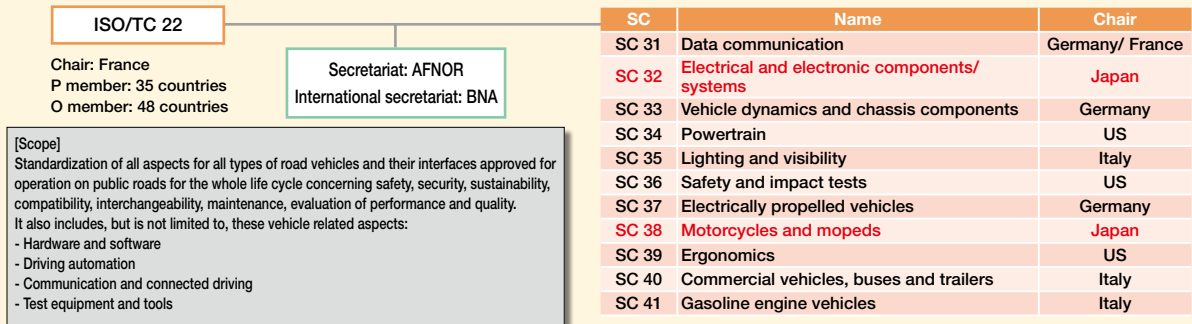 ISO/TC 22
Chair: France
P member: 35 countries
O member: 48 countries
Secretariat: AFNOR
International secretariat: BNA
[Scope]
Standardization of all aspects for all types of road vehicles and their interfaces approved for
operation on public roads for the whole life cycle concerning safety, security, sustainability,
compatibility, interchangeability, maintenance, evaluation of performance and quality.
It also includes, but is not limited to, these vehicle related aspects:
- Hardware and software
- Driving automation
- Communication and connected driving
- Test equipment and tools
SC Name Chair
SC 31 Data communication Germany/ France
SC 32 Electrical and electronic components/
systems Japan
SC 33 Vehicle dynamics and chassis components Germany
SC 34 Powertrain US
SC 35 Lighting and visibility Italy
SC 36 Safety and impact tests US
SC 37 Electrically propelled vehicles Germany
SC 38 Motorcycles and mopeds Japan
SC 39 Ergonomics US
SC 40 Commercial vehicles, buses and trailers Italy
SC 41 Gasoline engine vehicles Italy